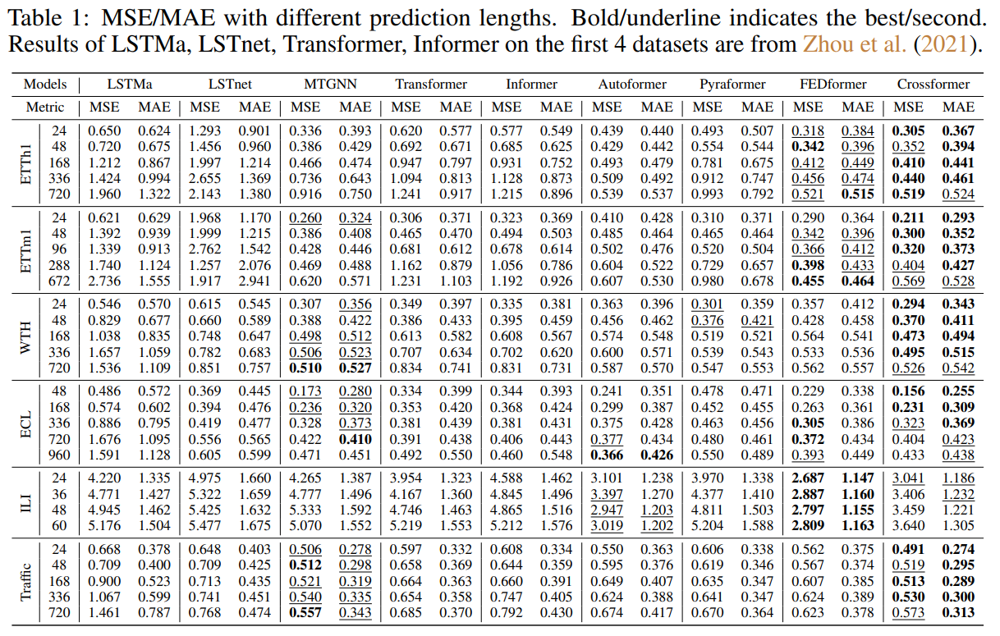 Table 1: MSE/MAE with different prediction lengths. Bold/underline indicates the best/second.
Results of LSTMa, LSTnet, Transformer, Informer on the first 4 datasets are from Zhou et al. (2021).
Models LSTMa LSTnet MTGNN Transformer Informer Autoformer Pyraformer FEDformer Crossformer
Metric MSE MAE MSE MAE MSE MAE MSE MAE MSE MAE MSE MAE MSE MAE MSE MAE MSE MAE
ETTh1
24 0.650 0.624 1.293 0.901 0.336 0.393 0.620 0.577 0.577 0.549 0.439 0.440 0.493 0.507 0.318 0.384 0.305 0.367
48 0.720 0.675 1.456 0.960 0.386 0.429 0.692 0.671 0.685 0.625 0.429 0.442 0.554 0.544 0.342 0.396 0.352 0.394
168 1.212 0.867 1.997 1.214 0.466 0.474 0.947 0.797 0.931 0.752 0.493 0.479 0.781 0.675 0.412 0.449 0.410 0.441
336 1.424 0.994 2.655 1.369 0.736 0.643 1.094 0.813 1.128 0.873 0.509 0.492 0.912 0.747 0.456 0.474 0.440 0.461
720 1.960 1.322 2.143 1.380 0.916 0.750 1.241 0.917 1.215 0.896 0.539 0.537 0.993 0.792 0.521 0.515 0.519 0.524
ETTm1
24 0.621 0.629 1.968 1.170 0.260 0.324 0.306 0.371 0.323 0.369 0.410 0.428 0.310 0.371 0.290 0.364 0.211 0.293
48 1.392 0.939 1.999 1.215 0.386 0.408 0.465 0.470 0.494 0.503 0.485 0.464 0.465 0.464 0.342 0.396 0.300 0.352
96 1.339 0.913 2.762 1.542 0.428 0.446 0.681 0.612 0.678 0.614 0.502 0.476 0.520 0.504 0.366 0.412 0.320 0.373
288 1.740 1.124 1.257 2.076 0.469 0.488 1.162 0.879 1.056 0.786 0.604 0.522 0.729 0.657 0.398 0.433 0.404 0.427
672 2.736 1.555 1.917 2.941 0.620 0.571 1.231 1.103 1.192 0.926 0.607 0.530 0.980 0.678 0.455 0.464 0.569 0.528
WTH
24 0.546 0.570 0.615 0.545 0.307 0.356 0.349 0.397 0.335 0.381 0.363 0.396 0.301 0.359 0.357 0.412 0.294 0.343
48 0.829 0.677 0.660 0.589 0.388 0.422 0.386 0.433 0.395 0.459 0.456 0.462 0.376 0.421 0.428 0.458 0.370 0.411
168 1.038 0.835 0.748 0.647 0.498 0.512 0.613 0.582 0.608 0.567 0.574 0.548 0.519 0.521 0.564 0.541 0.473 0.494
336 1.657 1.059 0.782 0.683 0.506 0.523 0.707 0.634 0.702 0.620 0.600 0.571 0.539 0.543 0.533 0.536 0.495 0.515
720 1.536 1.109 0.851 0.757 0.510 0.527 0.834 0.741 0.831 0.731 0.587 0.570 0.547 0.553 0.562 0.557 0.526 0.542
ECL
48 0.486 0.572 0.369 0.445 0.173 0.280 0.334 0.399 0.344 0.393 0.241 0.351 0.478 0.471 0.229 0.338 0.156 0.255
168 0.574 0.602 0.394 0.476 0.236 0.320 0.353 0.420 0.368 0.424 0.299 0.387 0.452 0.455 0.263 0.361 0.231 0.309
336 0.886 0.795 0.419 0.477 0.328 0.373 0.381 0.439 0.381 0.431 0.375 0.428 0.463 0.456 0.305 0.386 0.323 0.369
720 1.676 1.095 0.556 0.565 0.422 0.410 0.391 0.438 0.406 0.443 0.377 0.434 0.480 0.461 0.372 0.434 0.404 0.423
960 1.591 1.128 0.605 0.599 0.471 0.451 0.492 0.550 0.460 0.548 0.366 0.426 0.550 0.489 0.393 0.449 0.433 0.438
ILI
24 4.220 1.335 4.975 1.660 4.265 1.387 3.954 1.323 4.588 1.462 3.101 1.238 3.970 1.338 2.687 1.147 3.041 1.186
36 4.771 1.427 5.322 1.659 4.777 1.496 4.167 1.360 4.845 1.496 3.397 1.270 4.377 1.410 2.887 1.160 3.406 1.232
48 4.945 1.462 5.425 1.632 5.333 1.592 4.746 1.463 4.865 1.516 2.947 1.203 4.811 1.503 2.797 1.155 3.459 1.221
60 5.176 1.504 5.477 1.675 5.070 1.552 5.219 1.553 5.212 1.576 3.019 1.202 5.204 1.588 2.809 1.163 3.640 1.305
Traffic
24 0.668 0.378 0.648 0.403 0.506 0.278 0.597 0.332 0.608 0.334 0.550 0.363 0.606 0.338 0.562 0.375 0.491 0.274
48 0.709 0.400 0.709 0.425 0.512 0.298 0.658 0.369 0.644 0.359 0.595 0.376 0.619 0.346 0.567 0.374 0.519 0.295
168 0.900 0.523 0.713 0.435 0.521 0.319 0.664 0.363 0.660 0.391 0.649 0.407 0.635 0.347 0.607 0.385 0.513 0.289
336 1.067 0.599 0.741 0.451 0.540 0.335 0.654 0.358 0.747 0.405 0.624 0.388 0.641 0.347 0.624 0.389 0.530 0.300
720 1.461 0.787 0.768 0.474 0.557 0.343 0.685 0.370 0.792 0.430 0.674 0.417 0.670 0.364 0.623 0.378 0.573 0.313